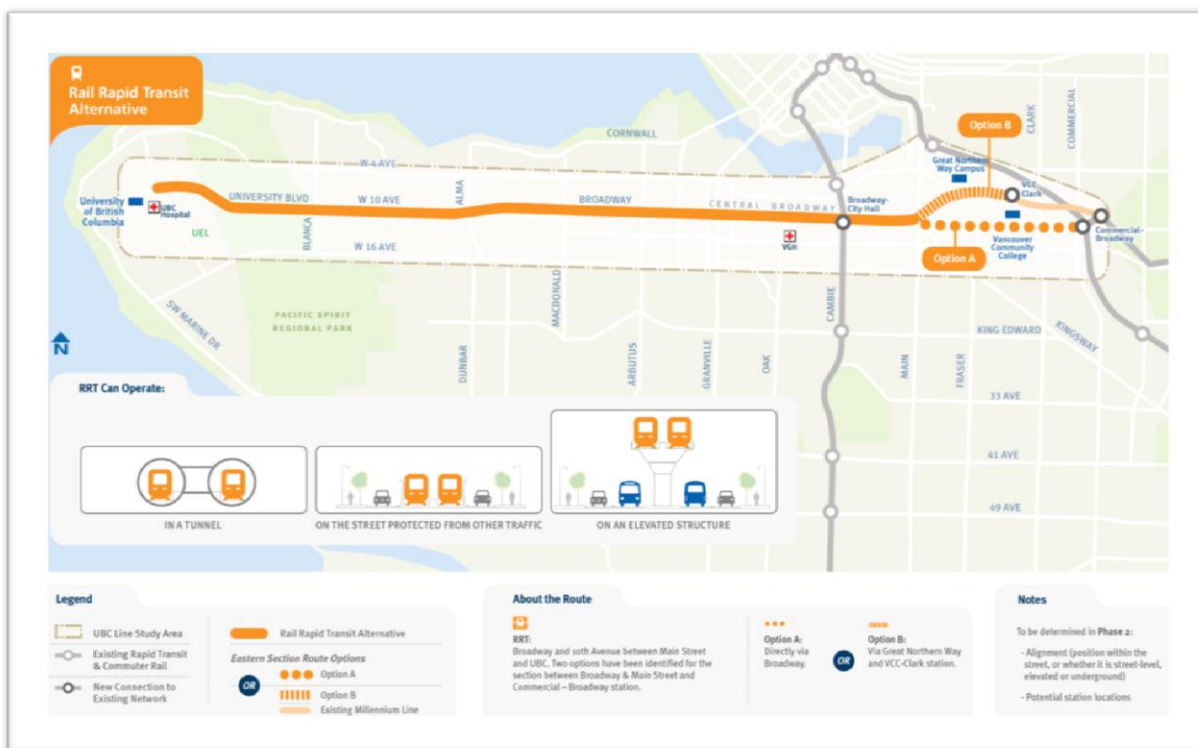 Rail Rapid Transit
Alternative
CORNWALL
CLARK
COMMERCIAL
Option B
W 4 AVE
Great Northern
Way Campus
VCC-
Clark
University
of British
Columbia
UBC
Hospital
UNIVERSITY BLVD
W 10 AVE
ALMA
BROADWAY
CENTRAL BROADWAY
Broadway-
City Hall
UEL
BLANCA
W 16 AVE
VGH
Option A
Vancouver
Community
College
Commercial-
Broadway
SW MARINE DR
PACIFIC SPIRIT
REGIONAL PARK
MACDONALD
CAMBIE
KING EDWARD
KINGSWAY
N
DUNBAR
ARBUTUS
GRANVILLE
OAK
MAIN
FRASER
33 AVE
41 AVE
49 AVE
RRT Can Operate:
IN A TUNNEL
ON THE STREET PROTECTED FROM OTHER TRAFFIC
ON AN ELEVATED STRUCTURE
Legend
UBC Line Study Area
Existing Rapid Transit
& Commuter Rail
New Connection to
Existing Network
Rail Rapid Transit Alternative
Eastern Section Route Options
OR
Option A
Option B
Existing Millennium Line
About the Route
RRT:
Broadway and 10th Avenue between Main Street
and UBC. Two options have been identified for the
section between Broadway & Main Street and
Commercial – Broadway station.
Option A:
Directly via
Broadway.
OR
Option B:
Via Great Northern Way
and VCC-Clark station.
Notes
To be determined in Phase 2:
- Alignment (position within the
street, or whether it is street-level,
elevated or underground)
- Potential station locations